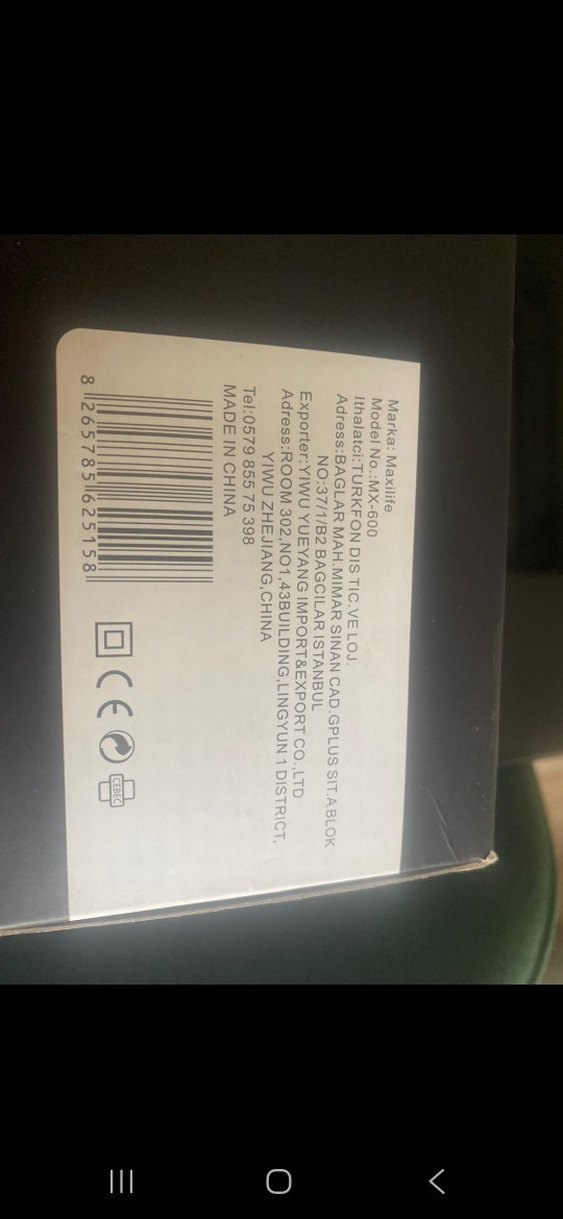 Marka: Maxilife
Model No.:MX-600
Ithalatci:TURKFON DIS TIC.VE LOJ.
Adress:BAGLAR MAH.MIMAR SINAN CAD.GPLUS SIT.A BLOK
NO:37/1/B2 BAGCILAR ISTANBUL
Exporter:YIWU YUEYANG IMPORT&EXPORT CO.,LTD
Adress:ROOM 302,NO1,43BUILDING,LINGYUN 1 DISTRICT,
YIWU ZHEJIANG,CHINA
Tel:0579 855 75 398
MADE IN CHINA
8 265785 625158
CE
CEBEC